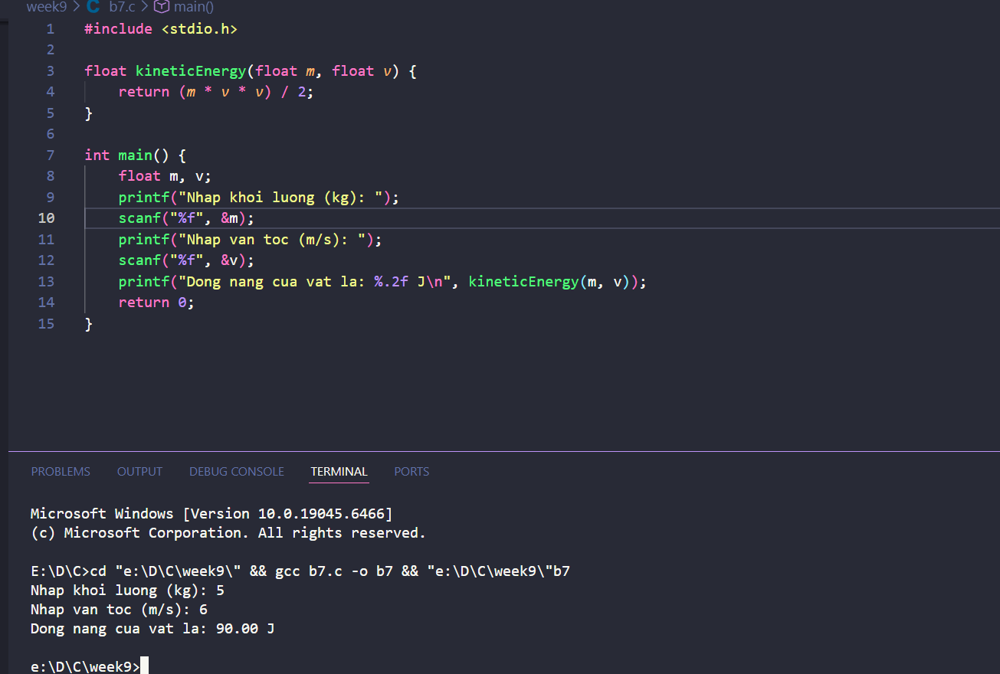 week9 > C b7.c > main()
1 #include <stdio.h>
2
3 float kineticEnergy(float m, float v) {
4     return (m * v * v) / 2;
5 }
6
7 int main() {
8     float m, v;
9     printf("Nhap khoi luong (kg): ");
10     scanf("%f", &m);
11     printf("Nhap van toc (m/s): ");
12     scanf("%f", &v);
13     printf("Dong nang cua vat la: %.2f J\n", kineticEnergy(m, v));
14     return 0;
15 }
PROBLEMS OUTPUT DEBUG CONSOLE TERMINAL PORTS
Microsoft Windows [Version 10.0.19045.6466]
(c) Microsoft Corporation. All rights reserved.
E:\D\C>cd "e:\D\C\week9\" && gcc b7.c -o b7 && "e:\D\C\week9\"b7
Nhap khoi luong (kg): 5
Nhap van toc (m/s): 6
Dong nang cua vat la: 90.00 J
e:\D\C\week9>